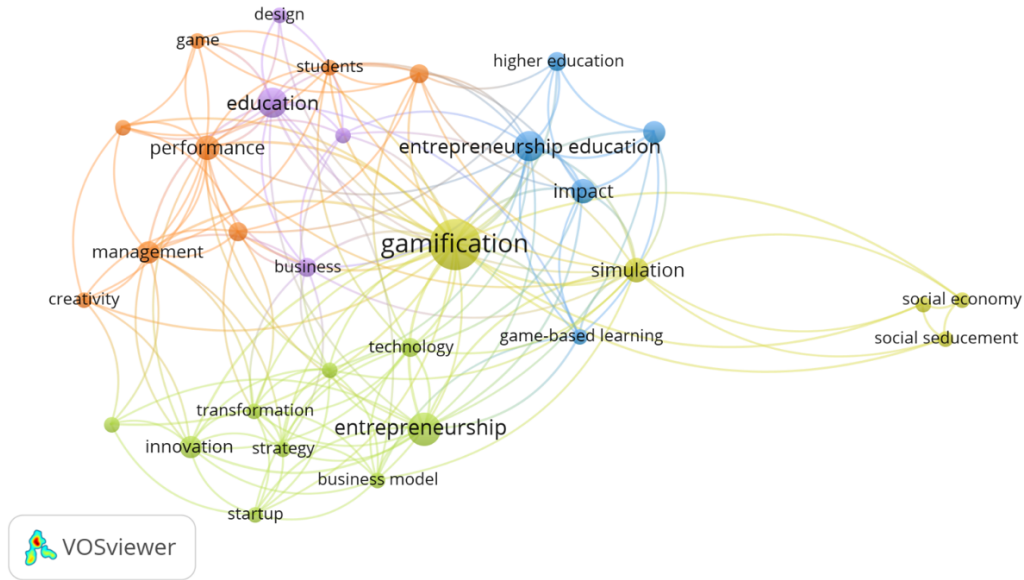 design
game
students
higher education
education
performance
entrepreneurship education
impact
gamification
management
business
simulation
creativity
social economy
social seducement
game-based learning
technology
transformation
entrepreneurship
innovation
strategy
business model
startup
VOSviewer